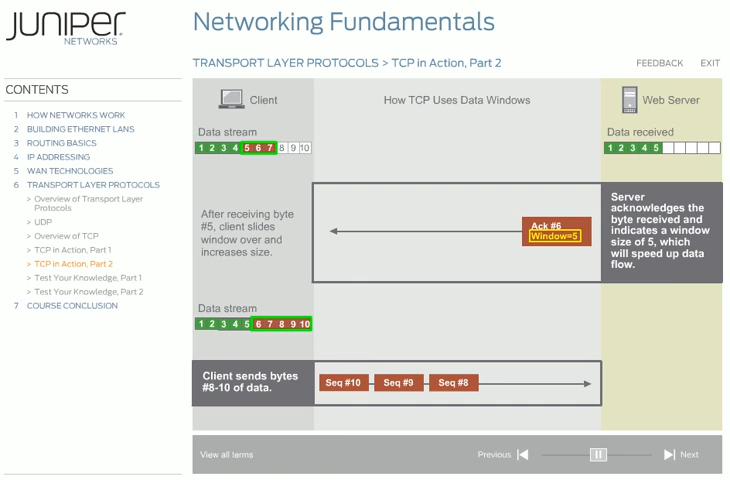 JUNIPER
NETWORKS
Networking Fundamentals
TRANSPORT LAYER PROTOCOLS > TCP in Action, Part 2
FEEDBACK EXIT
CONTENTS
1 HOW NETWORKS WORK
2 BUILDING ETHERNET LANS
3 ROUTING BASICS
4 IP ADDRESSING
5 WAN TECHNOLOGIES
6 TRANSPORT LAYER PROTOCOLS
> Overview of Transport Layer
Protocols
> UDP
> Overview of TCP
> TCP in Action, Part 1
> TCP in Action, Part 2
> Test Your Knowledge, Part 1
> Test Your Knowledge, Part 2
7 COURSE CONCLUSION
Client
How TCP Uses Data Windows
Web Server
Data stream
1 2 3 4 5 6 7 8 9 10
Data received
1 2 3 4 5
After receiving byte
#5, client slides
window over and
increases size.
Ack #6
Window=5
Server
acknowledges the
byte received and
indicates a window
size of 5, which
will speed up data
flow.
Data stream
1 2 3 4 5 6 7 8 9 10
Client sends bytes
#8-10 of data.
Seq #10 Seq #9 Seq #8
View all terms
Previous
Next